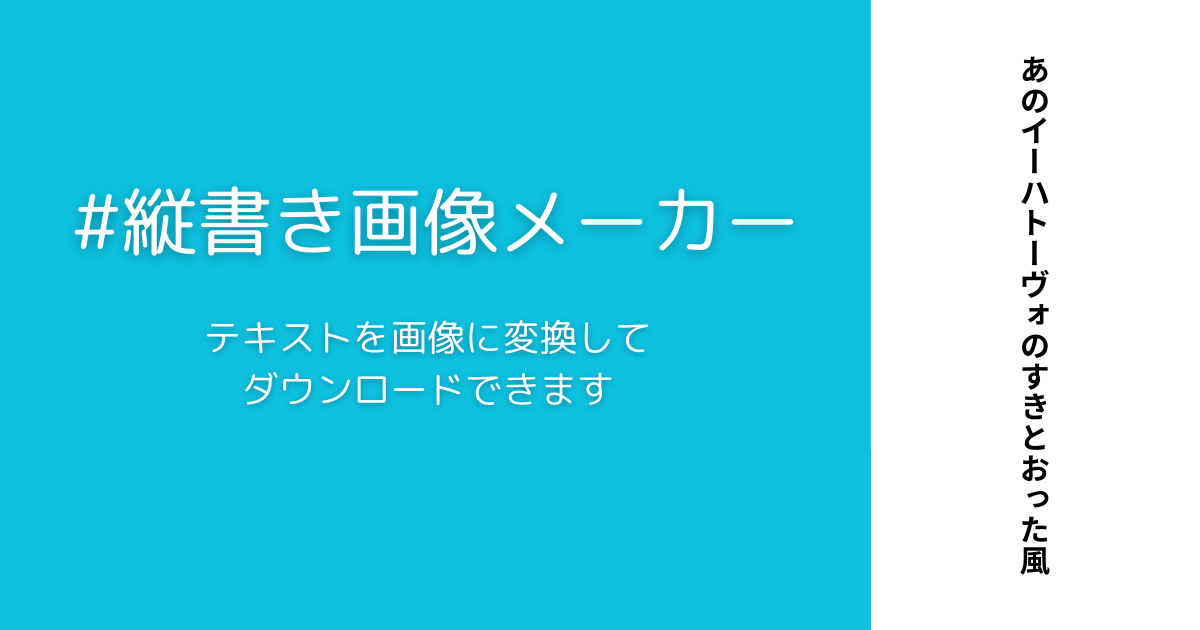 #縦書き画像メーカー
テキストを画像に変換して
ダウンロードできます
あのイーハトーヴォのすきとおった風